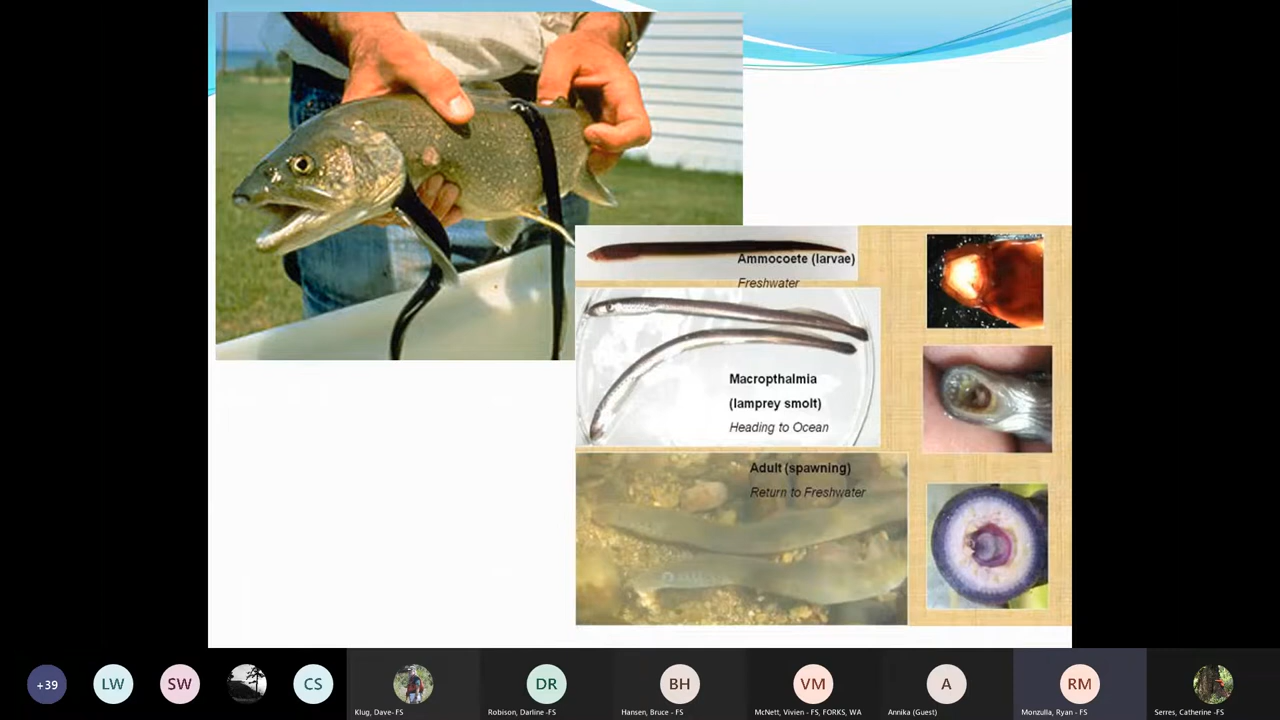 Ammocoete (larvae)
Freshwater
Macropthalmia
(lamprey smolt)
Heading to Ocean
Adult (spawning)
Return to Freshwater
+39
LW
SW
CS
DR
BH
VM
A
RM
Klug, Dave- FS
Robison, Darline -FS
Hansen, Bruce - FS
McNett, Vivien - FS, FORKS, WA
Annika (Guest)
Monzulla, Ryan - FS
Serres, Catherine -FS